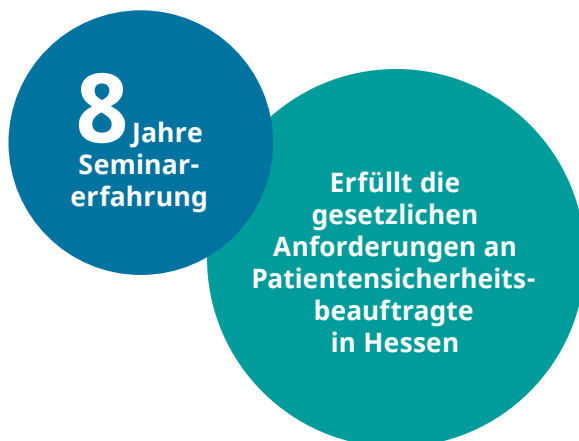 8 Jahre
Seminar-
erfahrung
Erfüllt die
gesetzlichen
Anforderungen an
Patientensicherheits-
beauftragte
in Hessen